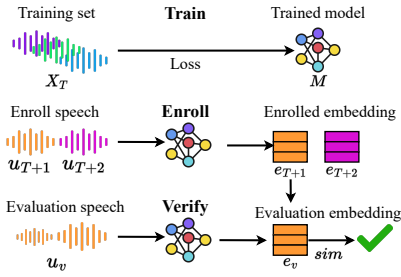 Training set Train Trained model
X_T Loss M
Enroll speech Enroll Enrolled embedding
u_{T+1} u_{T+2} e_{T+1} e_{T+2}
Evaluation speech Verify Evaluation embedding
u_v e_v sim